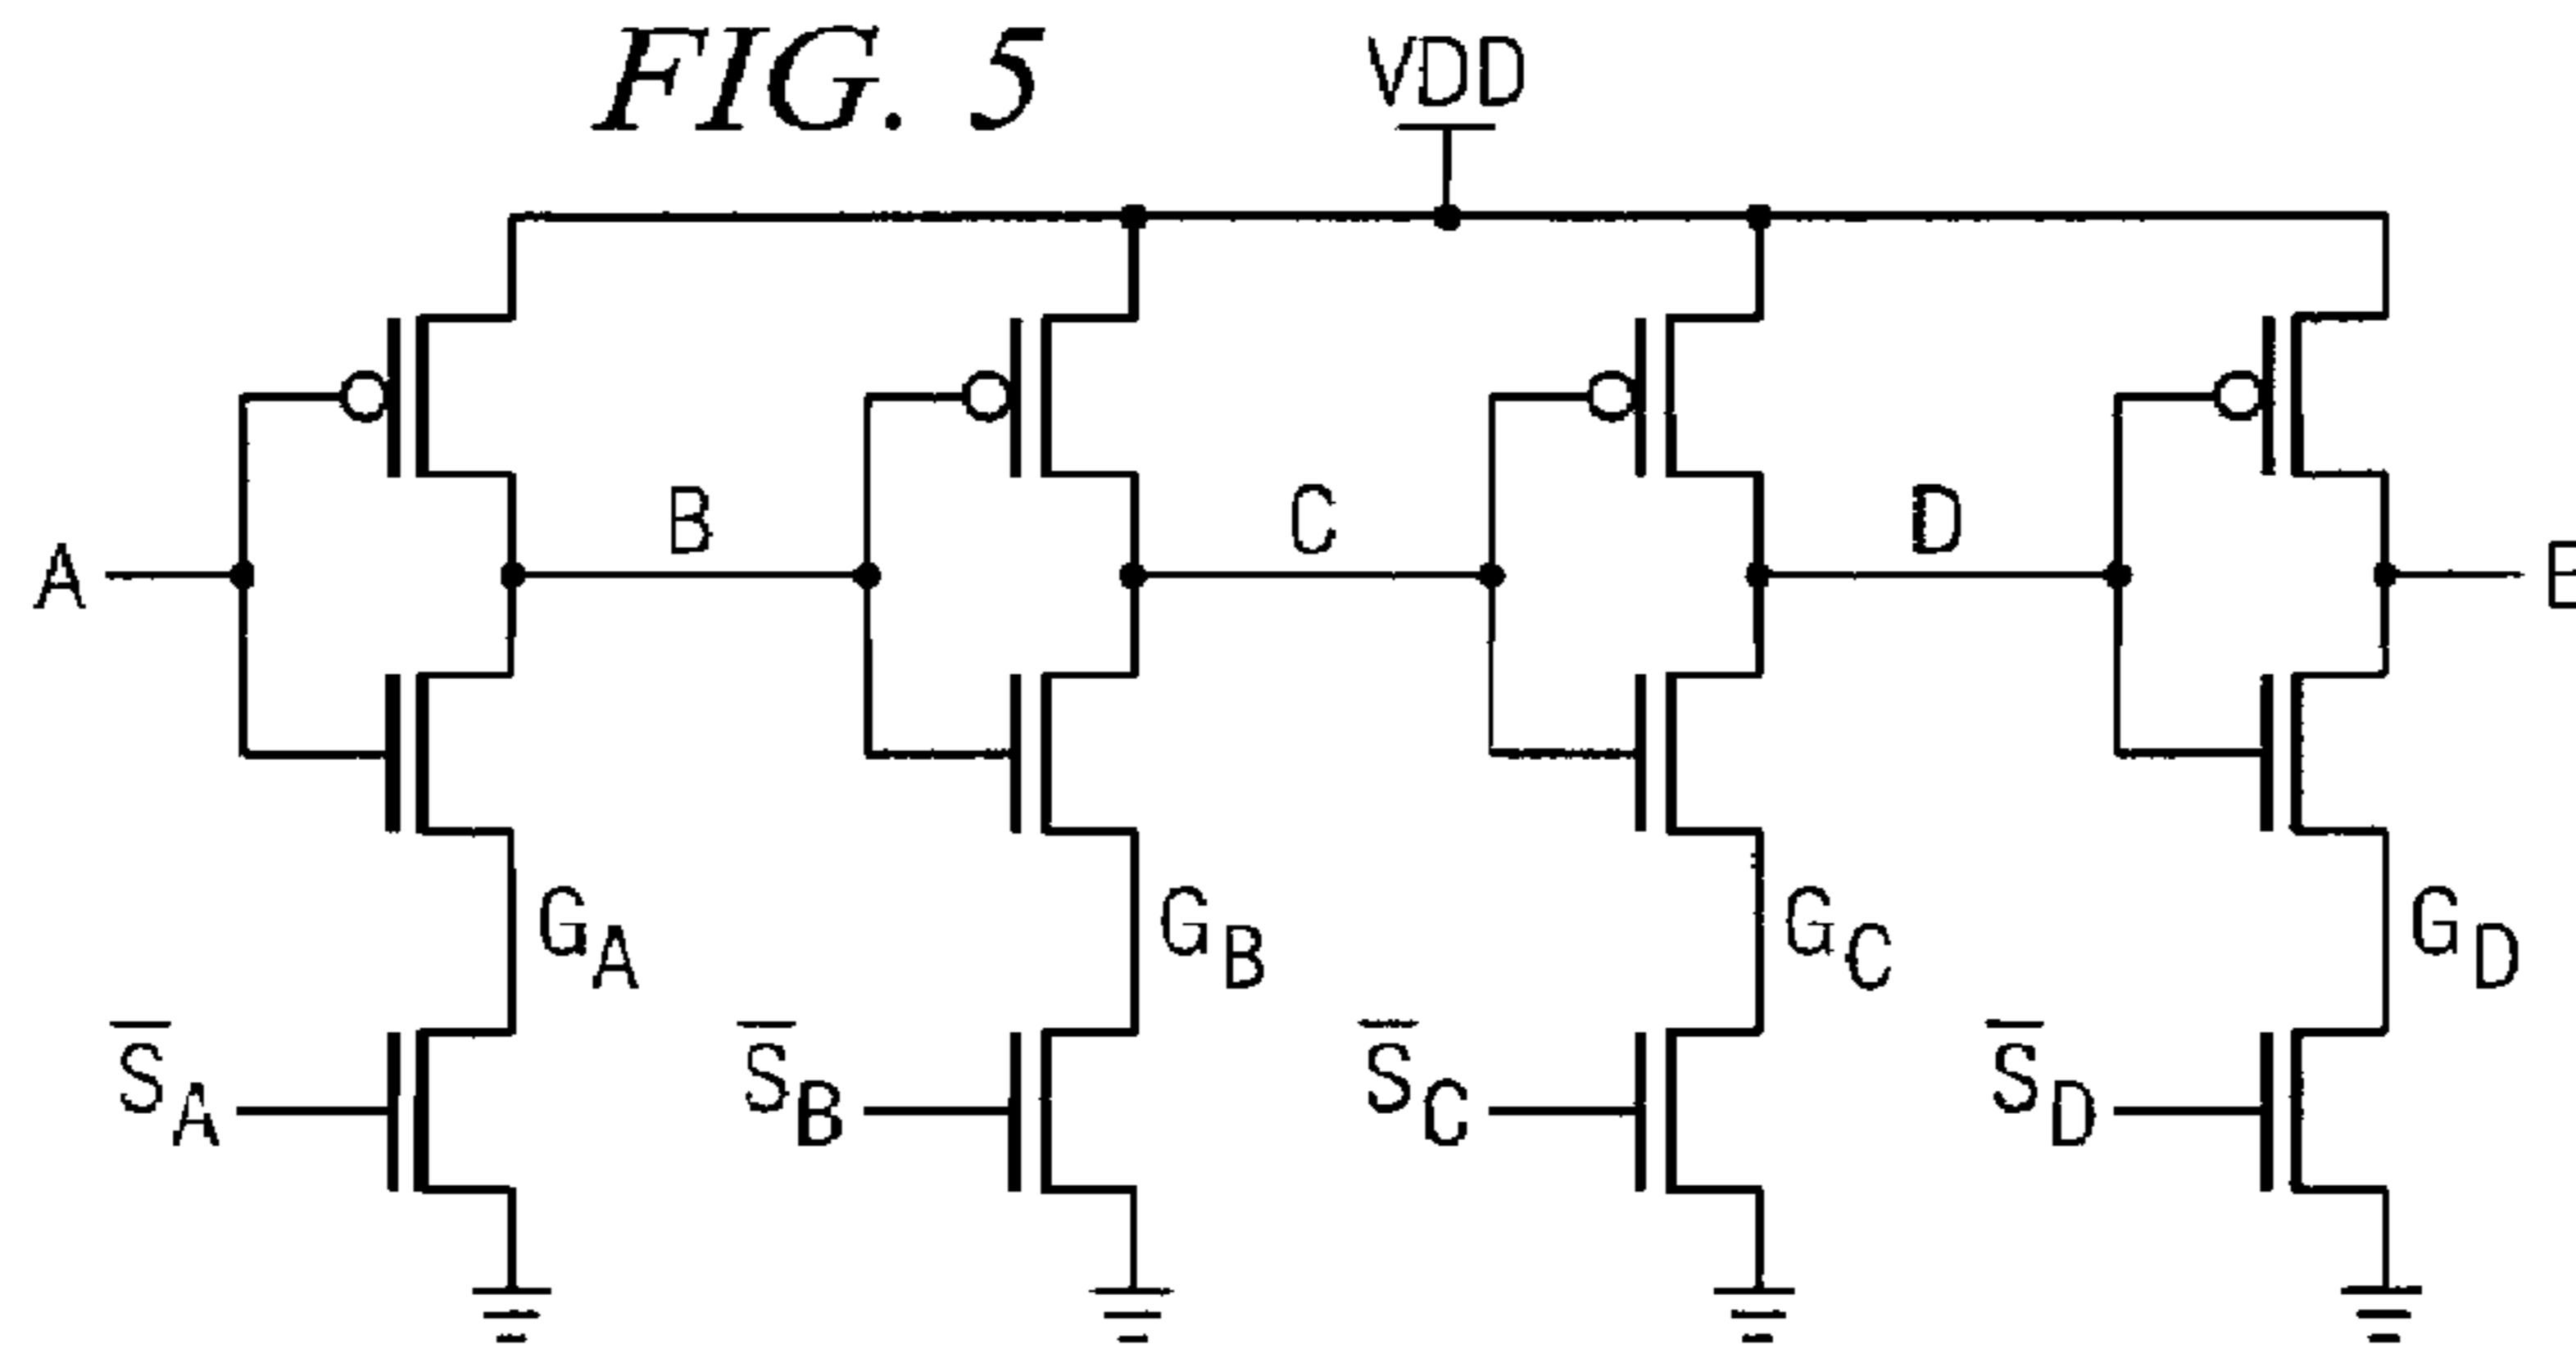 FIG. 5
VDD
A
B
C
D
E
G_A
G_B
G_C
G_D
S̅_A
S̅_B
S̅_C
S̅_D